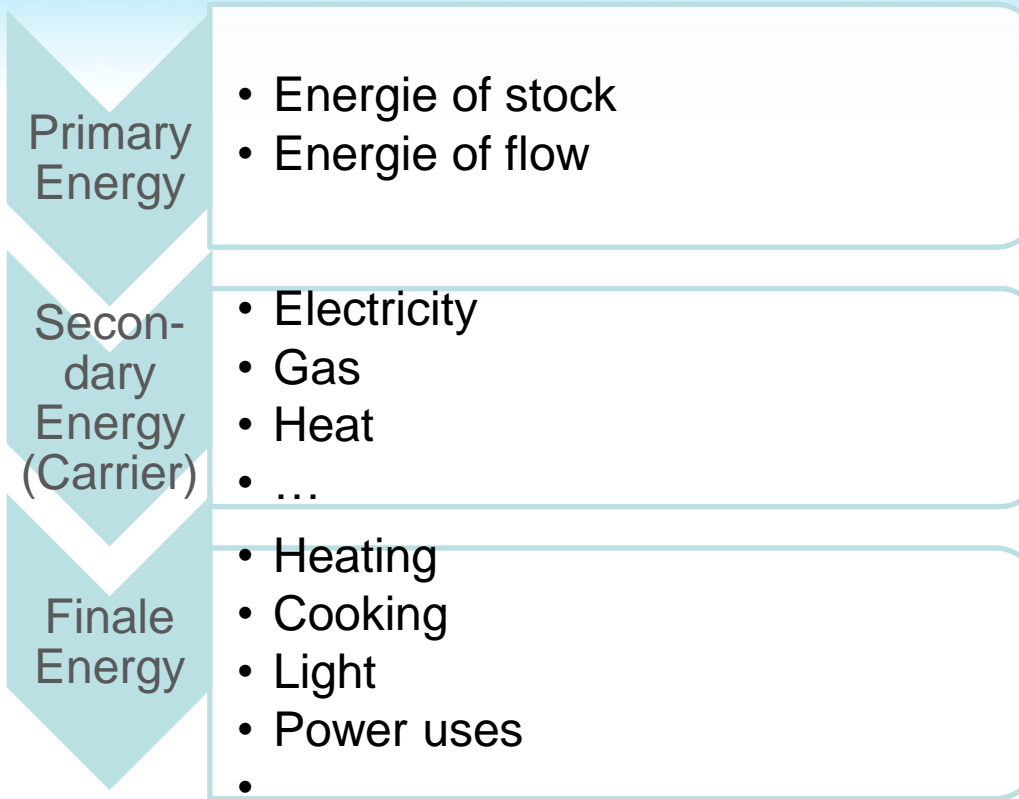 Primary
Energy
• Energie of stock
• Energie of flow
Secon-
dary
Energy
(Carrier)
• Electricity
• Gas
• Heat
• …
Finale
Energy
• Heating
• Cooking
• Light
• Power uses
•